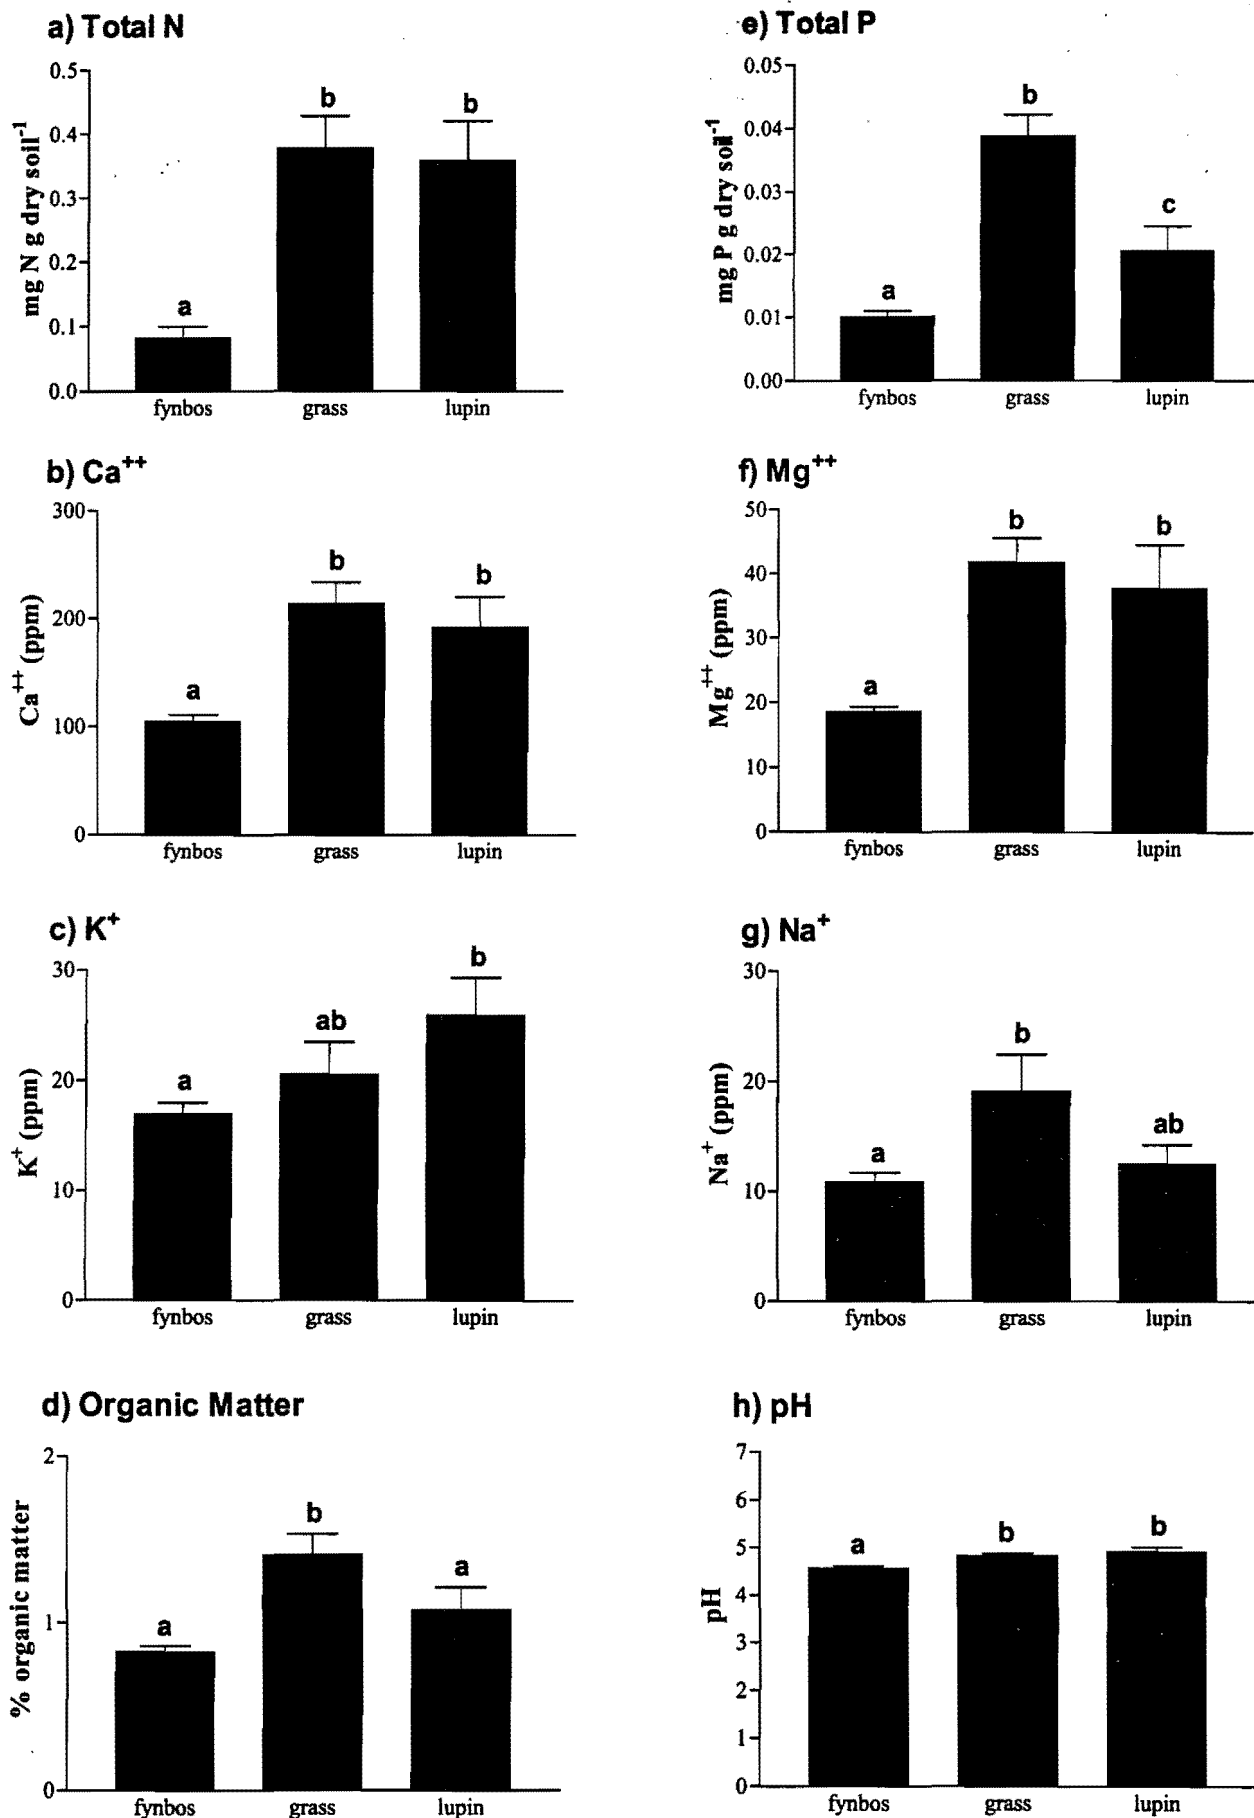 a) Total N
mg N g dry soil⁻¹
0.5
0.4
0.3
0.2
0.1
0.0
a
b
b
fynbos grass lupin
e) Total P
mg P g dry soil⁻¹
0.05
0.04
0.03
0.02
0.01
0.00
a
b
c
fynbos grass lupin
b) Ca⁺⁺
Ca⁺⁺ (ppm)
300
200
100
0
a
b
b
fynbos grass lupin
f) Mg⁺⁺
Mg⁺⁺ (ppm)
50
40
30
20
10
0
a
b
b
fynbos grass lupin
c) K⁺
K⁺ (ppm)
30
20
10
0
a
ab
b
fynbos grass lupin
g) Na⁺
Na⁺ (ppm)
30
20
10
0
a
b
ab
fynbos grass lupin
d) Organic Matter
% organic matter
2
1
0
a
b
a
fynbos grass lupin
h) pH
pH
7
6
5
4
3
2
1
0
a
b
b
fynbos grass lupin